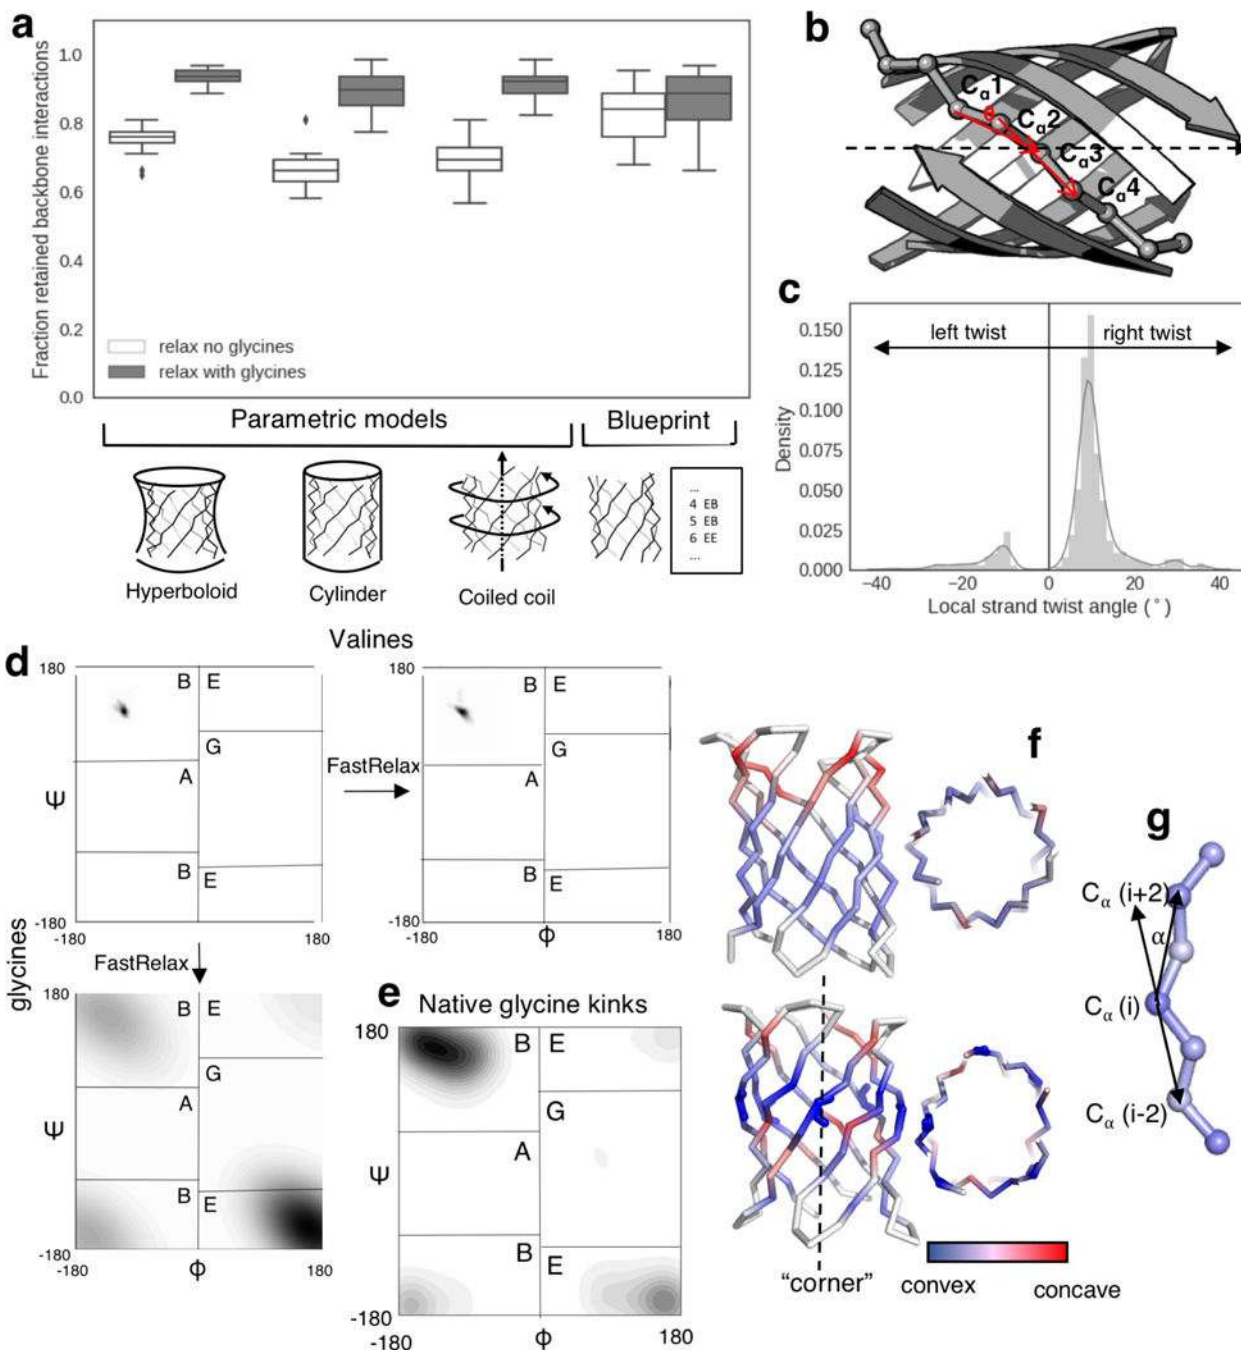 a
Fraction retained backbone interactions
1.0
0.8
0.6
0.4
0.2
0.0
relax no glycines
relax with glycines
Parametric models
Blueprint
Hyperboloid
Cylinder
Coiled coil
...
4 EB
5 EB
6 EE
...
b
Cα1
θ
Cα2
Cα3
Cα4
c
Density
0.150
0.125
0.100
0.075
0.050
0.025
0.000
left twist
right twist
−40
−20
0
20
40
Local strand twist angle (°)
d
Valines
180
B
E
G
A
Ψ
B
E
-180
-180
180
FastRelax
180
B
E
G
A
B
E
-180
-180
ϕ
180
glycines
FastRelax
180
B
E
G
A
Ψ
B
E
-180
-180
ϕ
180
e
Native glycine kinks
180
B
E
G
A
Ψ
B
E
-180
-180
ϕ
180
f
"corner"
convex
concave
g
Cα (i+2)
α
Cα (i)
Cα (i-2)